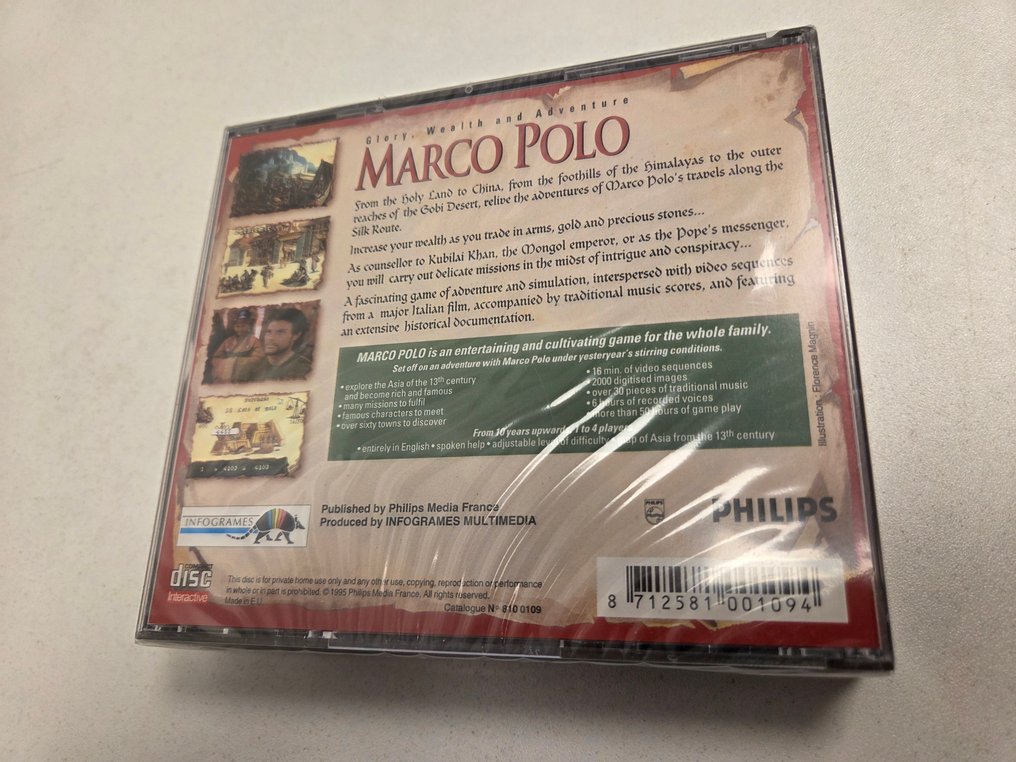 Glory, Wealth and Adventure
MARCO POLO
From the Holy Land to China, from the foothills of the Himalayas to the outer
reaches of the Gobi Desert, relive the adventures of Marco Polo's travels along the
Silk Route.
Increase your wealth as you trade in arms, gold and precious stones...
As counsellor to Kubilai Khan, the Mongol emperor, or as the Pope's messenger,
you will carry out delicate missions in the midst of intrigue and conspiracy...
A fascinating game of adventure and simulation, interspersed with video sequences
from a major Italian film, accompanied by traditional music scores, and featuring
an extensive historical documentation.
MARCO POLO is an entertaining and cultivating game for the whole family.
Set off on an adventure with Marco Polo under yesteryear's stirring conditions.
• explore the Asia of the 13th century
and become rich and famous
• many missions to fulfil
• famous characters to meet
• over sixty towns to discover
• 16 min. of video sequences
• 2000 digitised images
• over 30 pieces of traditional music
• 6 hours of recorded voices
• more than 50 hours of game play
From 10 years upwards, 1 to 4 players
• entirely in English • spoken help • adjustable level of difficulty • map of Asia from the 13th century
Illustration : Florence Magnin
INFOGRAMES
Published by Philips Media France
Produced by INFOGRAMES MULTIMEDIA
PHILIPS
PHILIPS
COMPACT
disc
Interactive
This disc is for private home use only and any other use, copying, reproduction or performance
in whole or in part is prohibited. © 1995 Philips Media France, All rights reserved.
Made in E.U.
Catalogue N° 810 0109
8 712581 001094